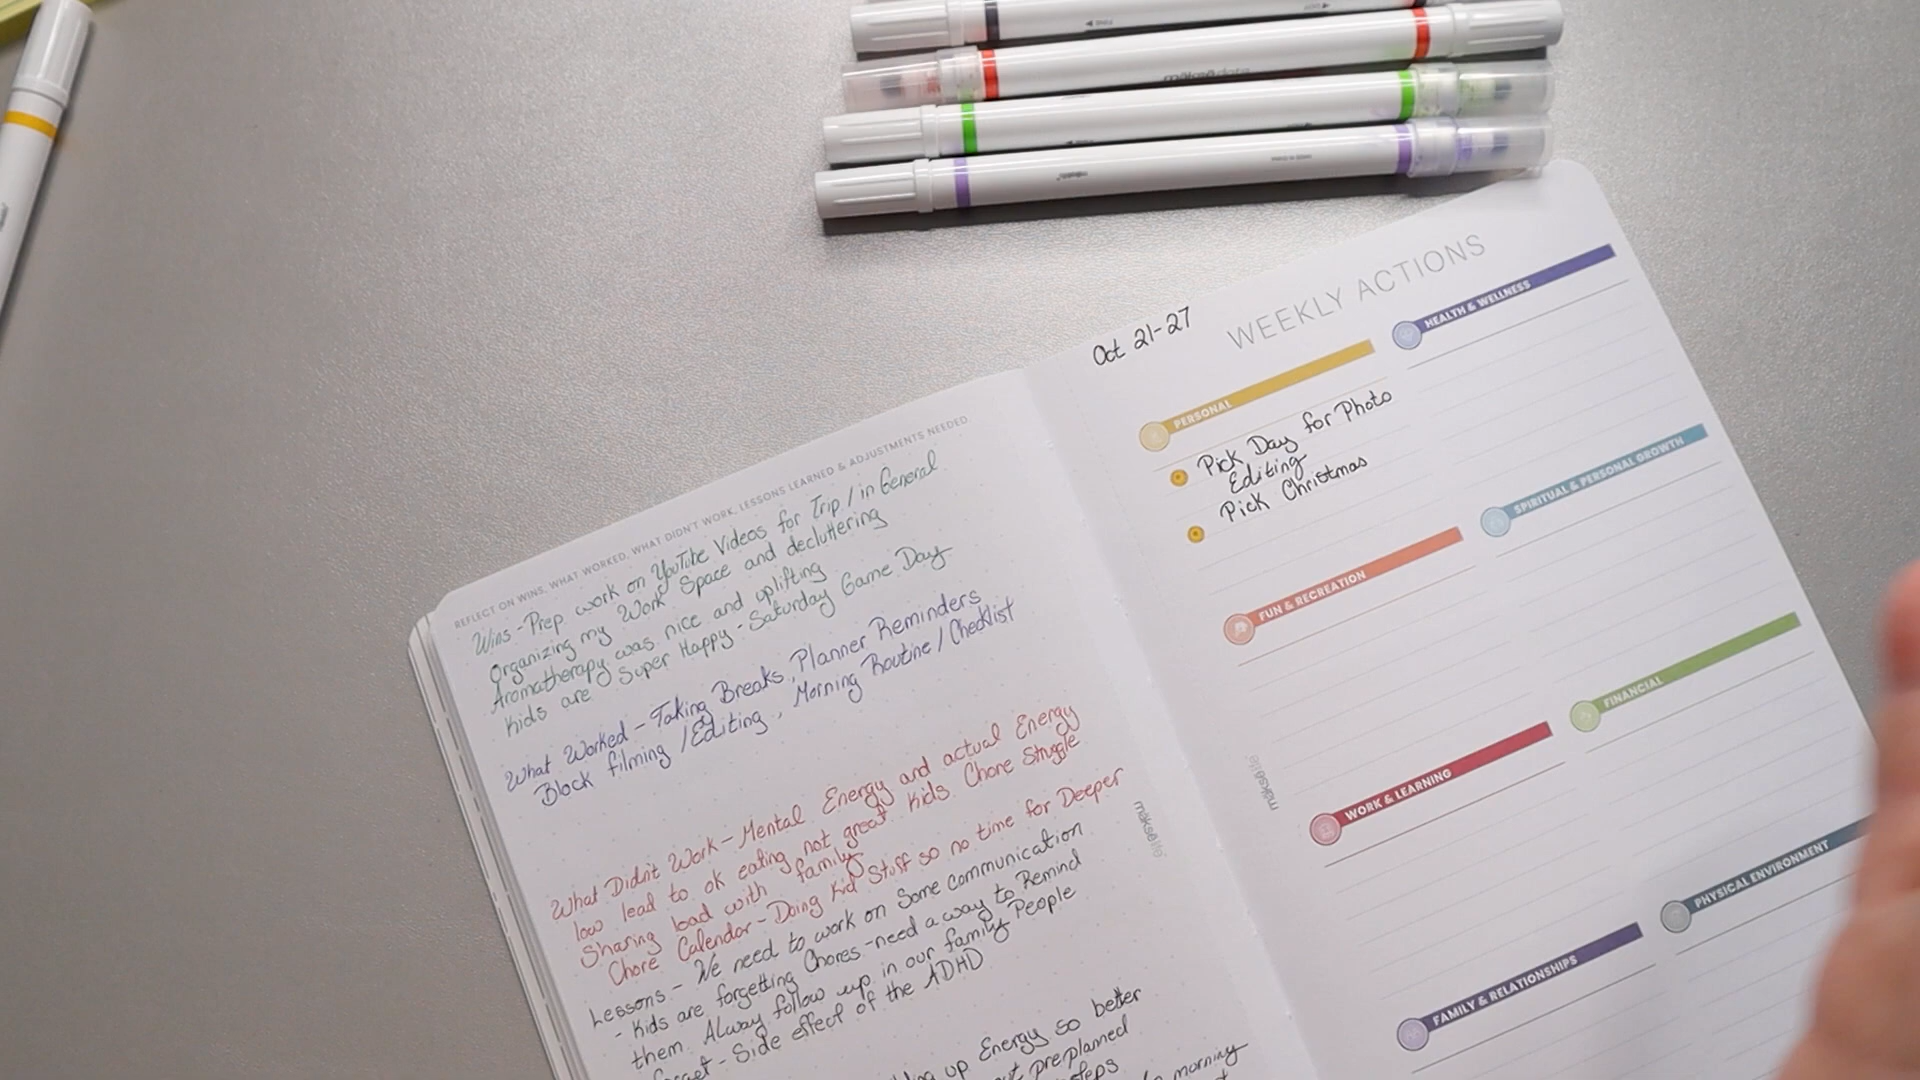 REFLECT ON WINS, WHAT WORKED, WHAT DIDN'T WORK, LESSONS LEARNED & ADJUSTMENTS NEEDED.
Wins - Prep work on YouTube Videos for Trip / in General
Organizing my Work Space and decluttering
Aromatherapy was nice and uplifting
Kids are Super Happy - Saturday Game Day
What Worked - Taking Breaks, Planner Reminders
Block filming / Editing, Morning Routine / Checklist
What Didnt Work - Mental Energy and actual Energy
low lead to ok eating not great. Kids Chore Struggle
Sharing load with family
Chore Calendar - Doing Kid Stuff so no time for Deeper
Lessons - We need to work on Some communication
- Kids are forgetting Chores - need a way to Remind
them. Alway follow up in our family People
- Side effect of the ADHD
up Energy so better
preplanned
morning
makselife
Oct 21-27
WEEKLY ACTIONS
PERSONAL
Pick Day for Photo
Editing
Pick Christmas
FUN & RECREATION
WORK & LEARNING
FAMILY & RELATIONSHIPS
HEALTH & WELLNESS
SPIRITUAL & PERSONAL GROWTH
FINANCIAL
PHYSICAL ENVIRONMENT
makselife